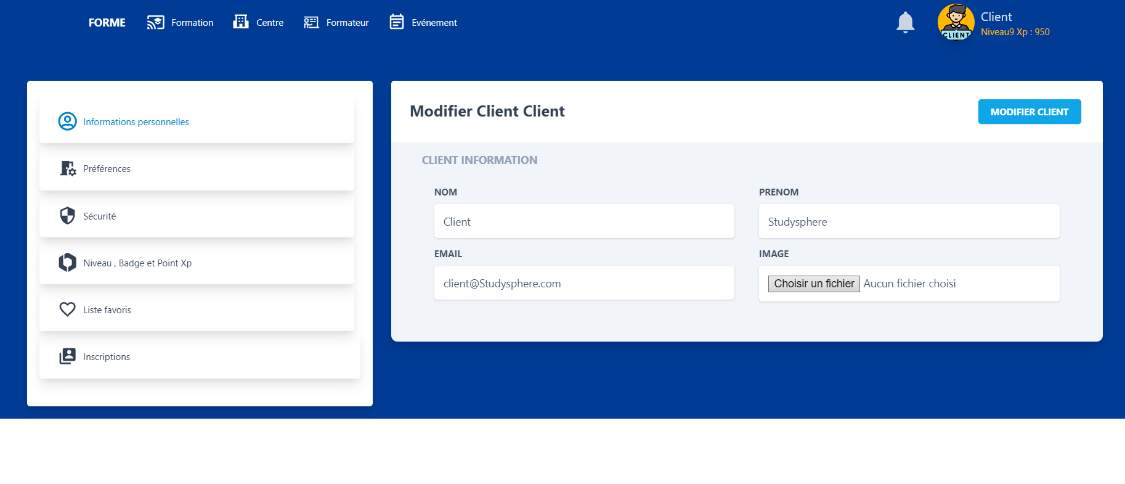 FORME Formation Centre Formateur Evénement
Client
Niveau9 Xp : 950
CLIENT
Informations personnelles
Préférences
Sécurité
Niveau , Badge et Point Xp
Liste favoris
Inscriptions
Modifier Client Client
MODIFIER CLIENT
CLIENT INFORMATION
NOM PRENOM
Client Studysphere
EMAIL IMAGE
client@Studysphere.com Choisir un fichier Aucun fichier choisi